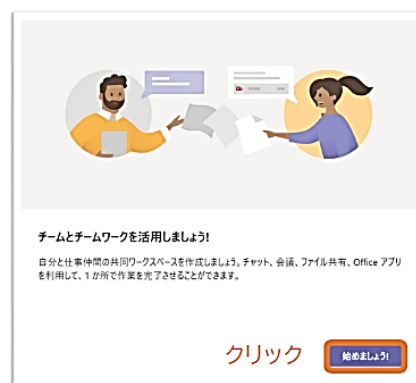 チームとチームワークを活用しましょう!
自分と仕事仲間の共同ワークスペースを作成しましょう。チャット、会議、ファイル共有、Office アプリ
を利用して、1 か所で作業を完了させることができます。
クリック 始めましょう!